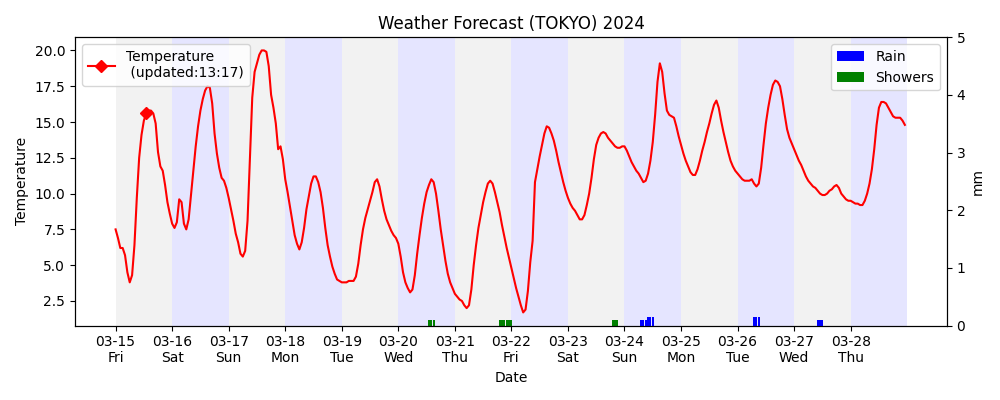 Weather Forecast (TOKYO) 2024
Temperature
(updated:13:17)
Rain
Showers
Temperature
20.0
17.5
15.0
12.5
10.0
7.5
5.0
2.5
mm
5
4
3
2
1
0
03-15 03-16 03-17 03-18 03-19 03-20 03-21 03-22 03-23 03-24 03-25 03-26 03-27 03-28
Fri Sat Sun Mon Tue Wed Thu Fri Sat Sun Mon Tue Wed Thu
Date